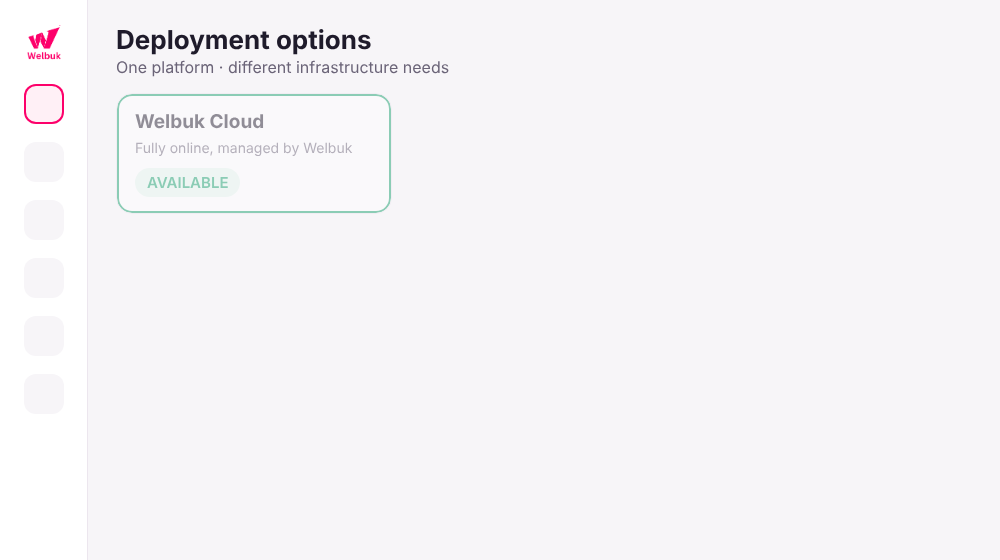 Welbuk
Deployment options
One platform · different infrastructure needs
Welbuk Cloud
Fully online, managed by Welbuk
AVAILABLE